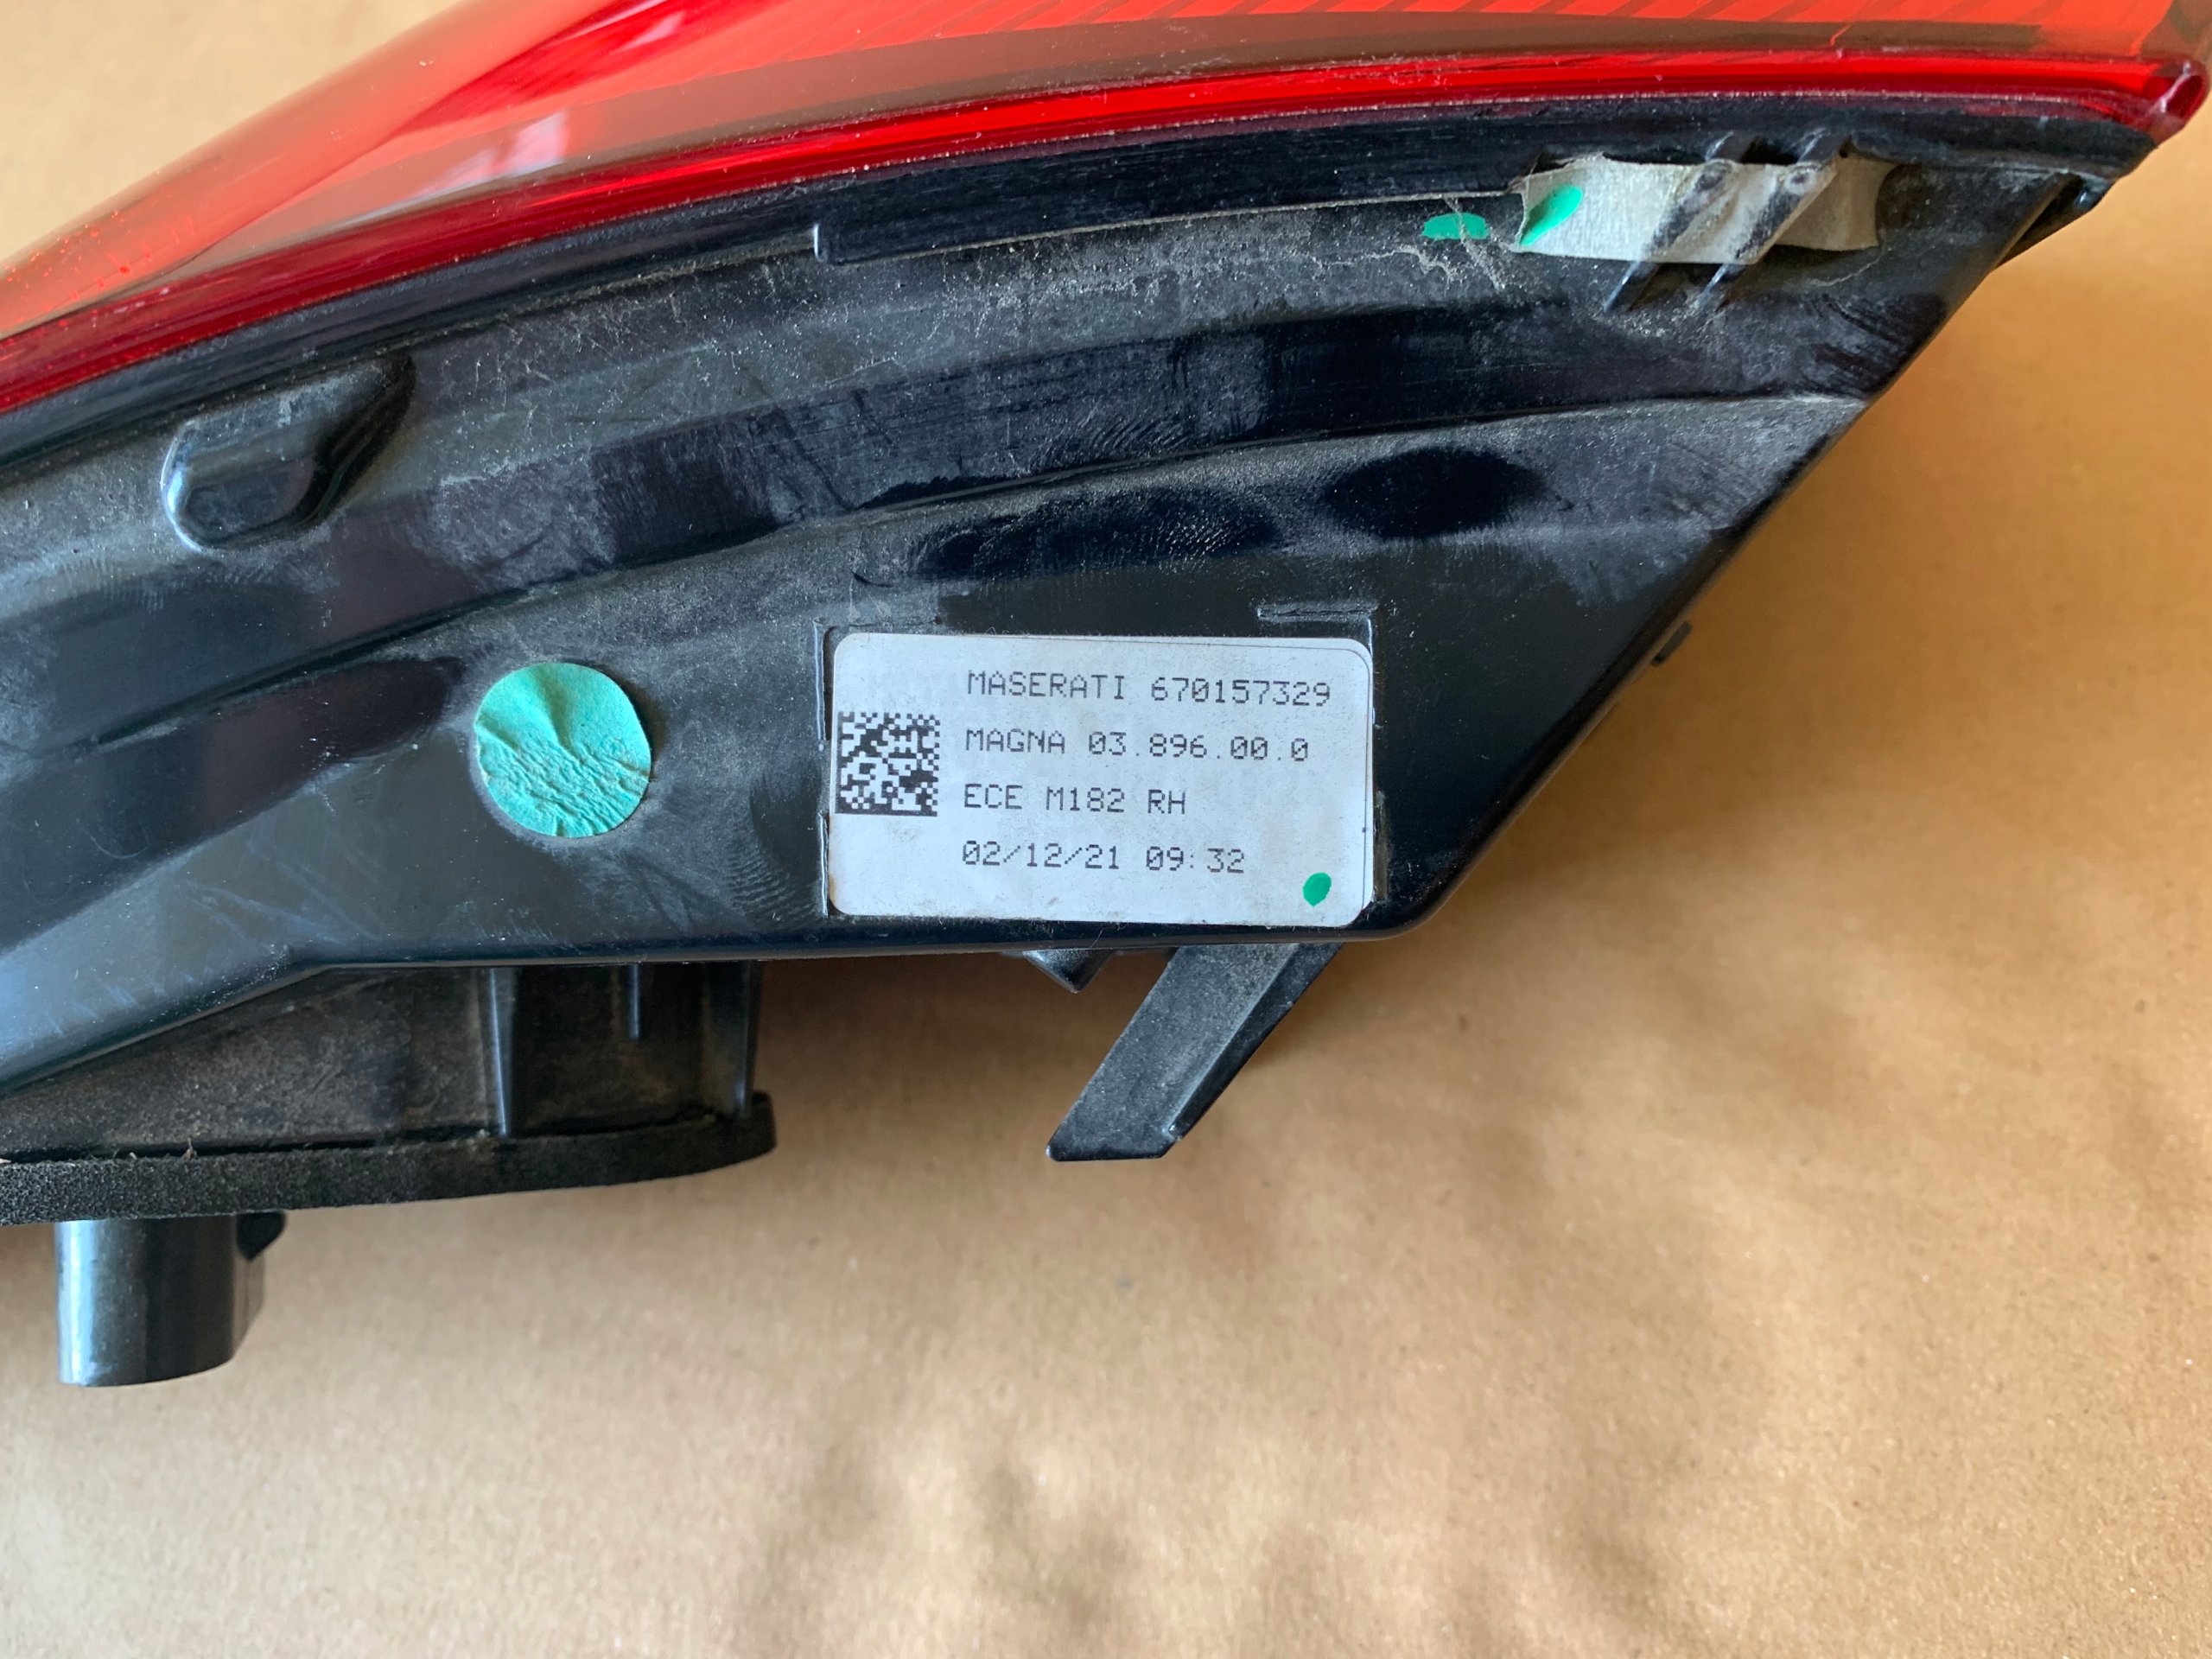 MASERATI 670157329
MAGNA 03.896.00.0
ECE M182 RH
02/12/21 09:32